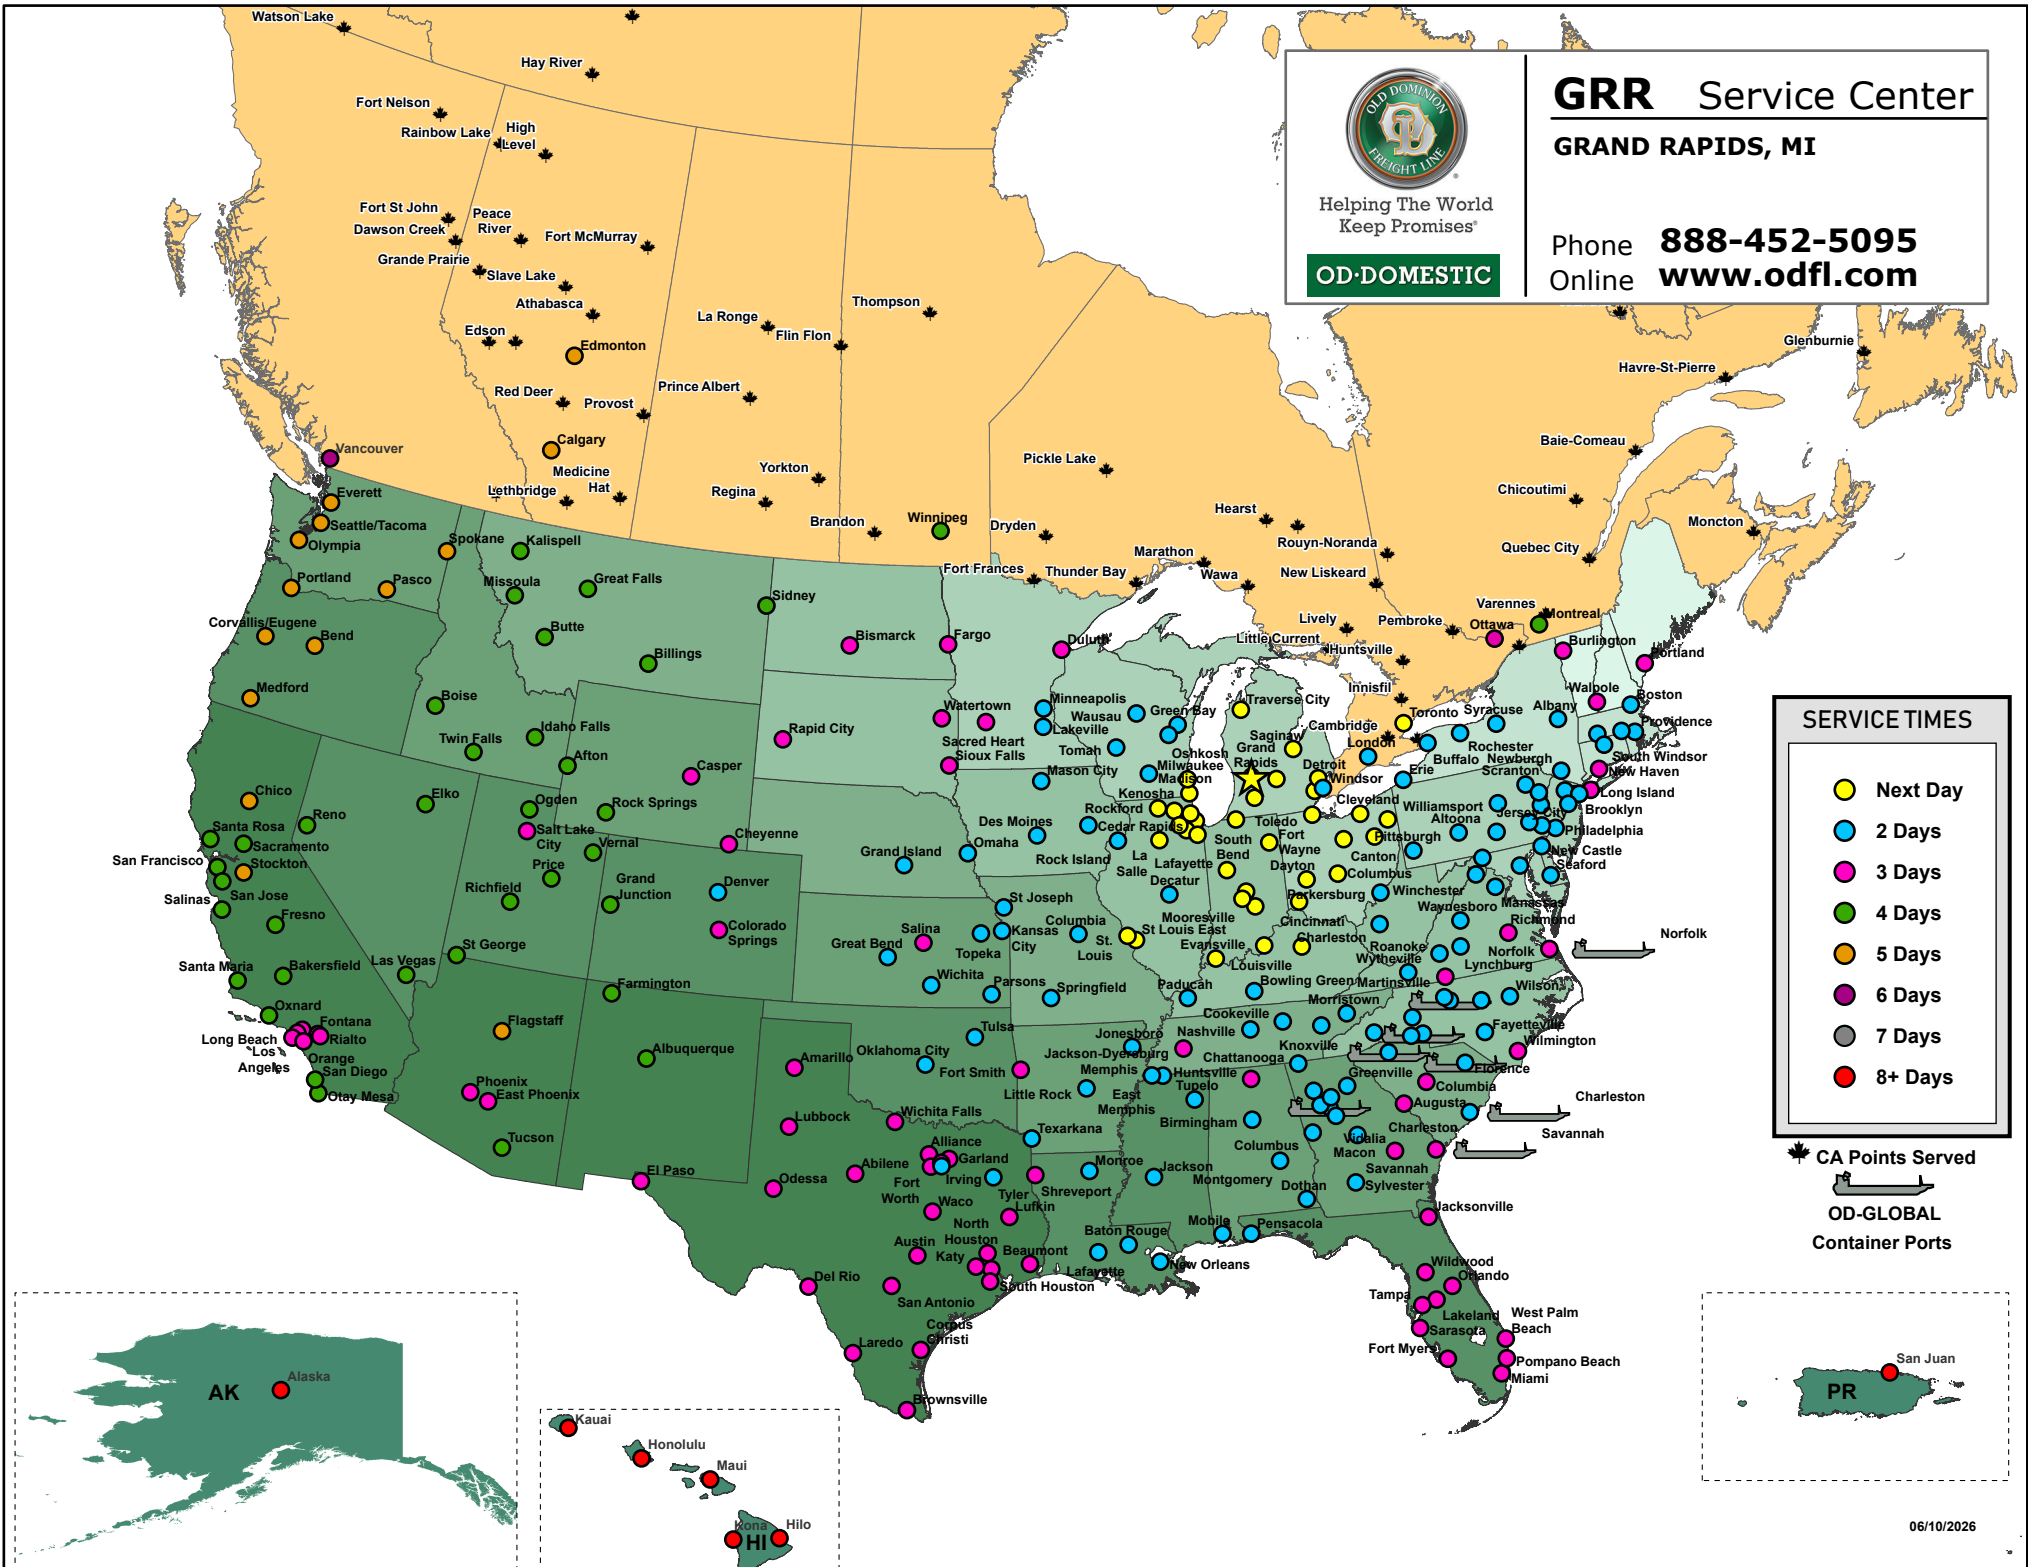 Watson Lake
Hay River
Fort Nelson
Rainbow Lake
High
Level
Fort St John
Dawson Creek
Peace
River
Fort McMurray
Grande Prairie
Slave Lake
Athabasca
Edson
Edmonton
La Ronge
Flin Flon
Thompson
Red Deer
Provost
Prince Albert
Calgary
Vancouver
Medicine
Hat
Lethbridge
Yorkton
Regina
Brandon
Winnipeg
Pickle Lake
Dryden
Hearst
Rouyn-Noranda
Marathon
Fort Frances
Thunder Bay
Wawa
New Liskeard
Glenburnie
Havre-St-Pierre
Baie-Comeau
Chicoutimi
Moncton
Quebec City
Varennes
Montreal
Ottawa
Pembroke
Lively
Little Current
Huntsville
Innisfil
Toronto
Cambridge
London
Windsor
OLD DOMINION
FREIGHT LINE
Helping The World
Keep Promises®
OD·DOMESTIC
GRR Service Center
GRAND RAPIDS, MI
Phone 888-452-5095
Online www.odfl.com
Everett
Seattle/Tacoma
Olympia
Spokane
Kalispell
Portland
Pasco
Missoula
Great Falls
Sidney
Corvallis/Eugene
Bend
Butte
Billings
Bismarck
Fargo
Duluth
Medford
Boise
Idaho Falls
Twin Falls
Afton
Casper
Rapid City
Watertown
Sacred Heart
Sioux Falls
Minneapolis
Lakeville
Wausau
Green Bay
Tomah
Oshkosh
Milwaukee
Madison
Kenosha
Mason City
Traverse City
Saginaw
Grand
Rapids
Detroit
Chico
Reno
Elko
Ogden
Rock Springs
Salt Lake
City
Vernal
Cheyenne
Price
Santa Rosa
Sacramento
San Francisco
Stockton
San Jose
Salinas
Fresno
Richfield
Grand
Junction
Denver
Colorado
Springs
Grand Island
Omaha
Des Moines
Cedar Rapids
Rockford
Rock Island
La
Salle
Lafayette
South
Bend
Fort
Wayne
Toledo
Cleveland
Canton
Columbus
Dayton
Pittsburgh
Parkersburg
Cincinnati
Charleston
Decatur
Mooresville
St Louis East
St.
Louis
Evansville
Louisville
St Joseph
Kansas
City
Topeka
Columbia
Salina
Great Bend
Wichita
Parsons
Springfield
Paducah
Bowling Green
Burlington
Portland
Walpole
Boston
Albany
Providence
Syracuse
Rochester
Buffalo
Erie
Newburgh
Scranton
South Windsor
New Haven
Long Island
Brooklyn
Jersey City
Williamsport
Altoona
Philadelphia
New Castle
Seaford
Winchester
Manassas
Waynesboro
Richmond
Norfolk
Norfolk
Roanoke
Wytheville
Lynchburg
Martinsville
Wilson
Fayetteville
Wilmington
Morristown
Cookeville
Nashville
Knoxville
Chattanooga
Greenville
Florence
Columbia
Augusta
Charleston
Charleston
Savannah
Savannah
Vidalia
Macon
Sylvester
Santa Maria
Bakersfield
Las Vegas
St George
Oxnard
Long Beach
Los
Angeles
Fontana
Rialto
Orange
San Diego
Otay Mesa
Flagstaff
Farmington
Albuquerque
Phoenix
East Phoenix
Tucson
El Paso
Amarillo
Lubbock
Odessa
Abilene
Wichita Falls
Oklahoma City
Tulsa
Fort Smith
Little Rock
Jonesboro
Jackson-Dyersburg
Memphis
East
Memphis
Huntsville
Tupelo
Birmingham
Columbus
Montgomery
Dothan
Texarkana
Alliance
Garland
Irving
Fort
Worth
Waco
Tyler
Lufkin
Monroe
Shreveport
Jackson
Austin
North
Houston
Katy
Beaumont
South Houston
Baton Rouge
Lafayette
New Orleans
Mobile
Pensacola
Del Rio
San Antonio
Corpus
Christi
Laredo
Brownsville
Jacksonville
Wildwood
Orlando
Tampa
Lakeland
Sarasota
West Palm
Beach
Fort Myers
Pompano Beach
Miami
SERVICE TIMES
Next Day
2 Days
3 Days
4 Days
5 Days
6 Days
7 Days
8+ Days
CA Points Served
OD-GLOBAL
Container Ports
AK
Alaska
Kauai
Honolulu
Maui
Kona
Hilo
HI
San Juan
PR
06/10/2026